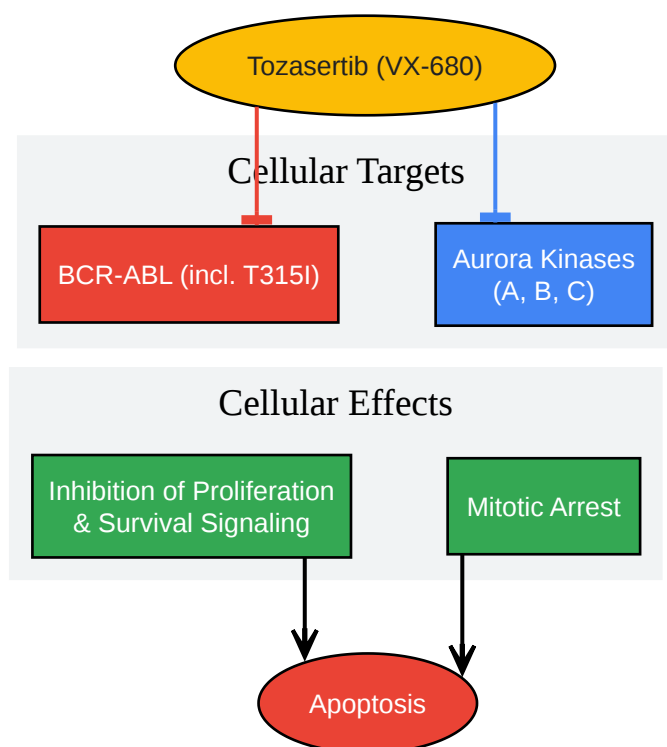 Tozasertib (VX-680)
Cellular Targets
BCR-ABL (incl. T315I)
Aurora Kinases
(A, B, C)
Cellular Effects
Inhibition of Proliferation
& Survival Signaling
Mitotic Arrest
Apoptosis